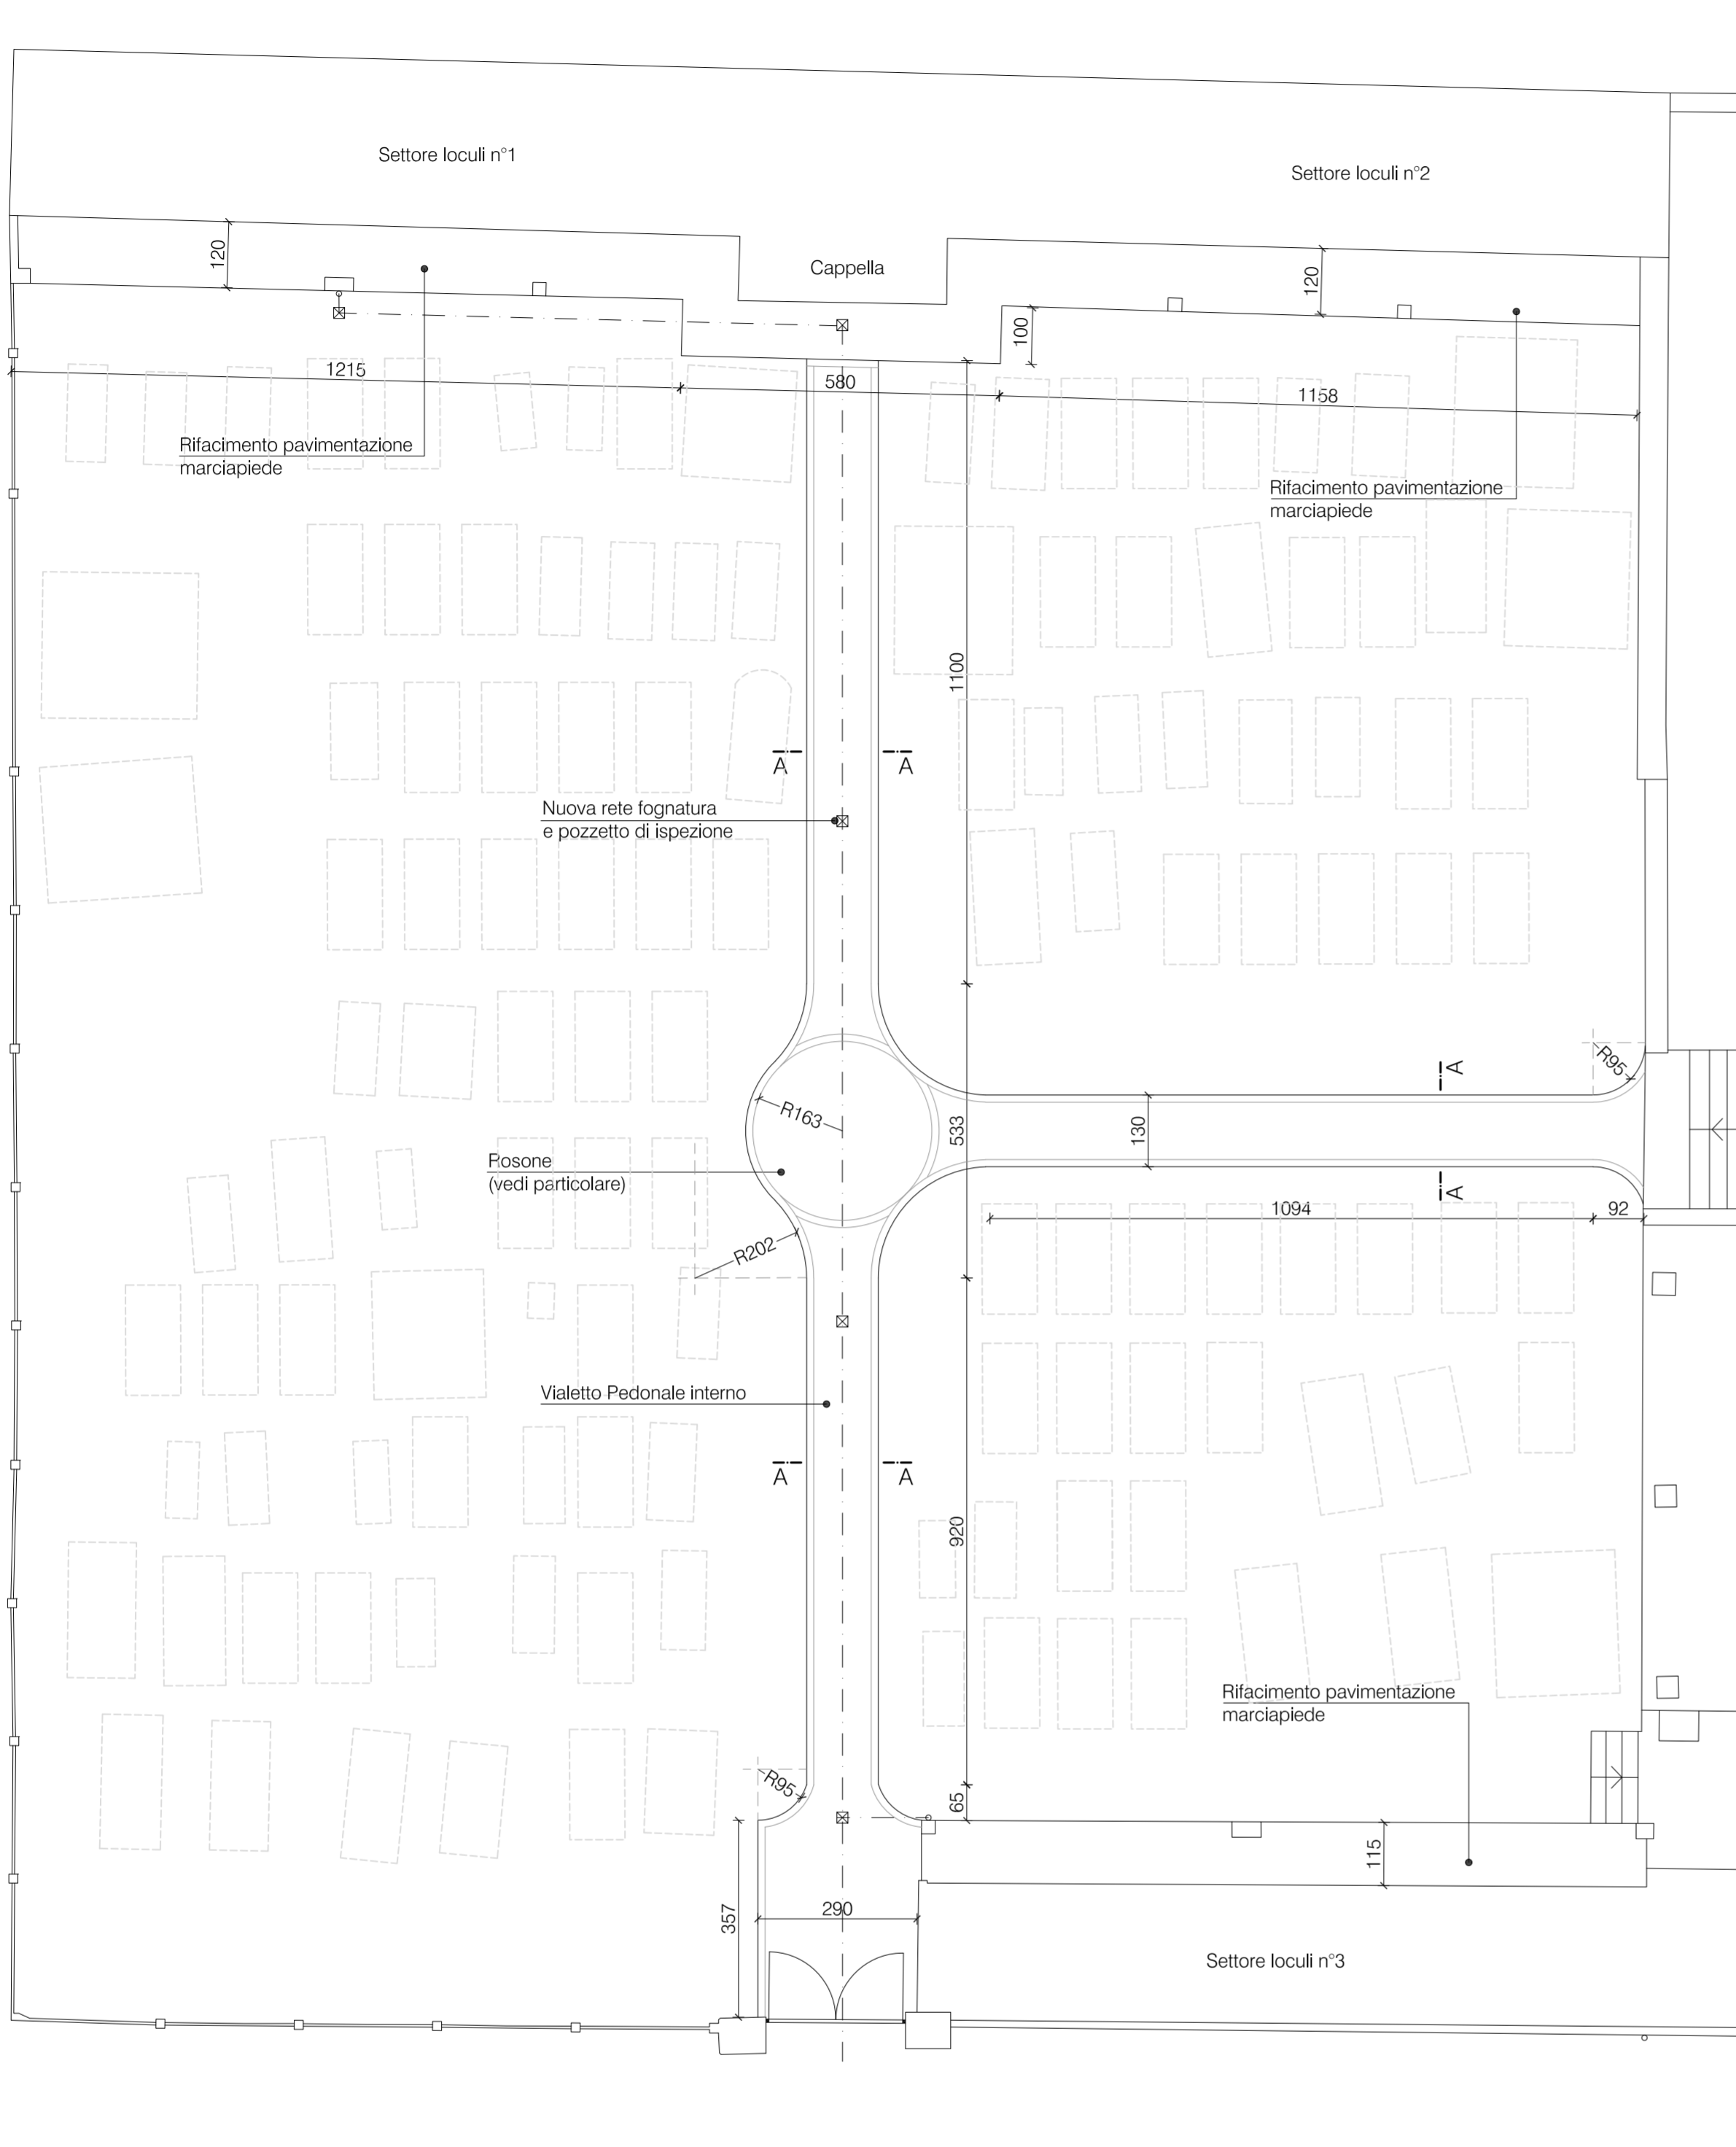 Settore loculi n°1
Settore loculi n°2
120
Cappella
120
100
1215
580
1158
Rifacimento pavimentazione
marciapiede
Rifacimento pavimentazione
marciapiede
1100
A
A
Nuova rete fognatura
e pozzetto di ispezione
R95
A
R163
533
130
Rosone
(vedi particolare)
A
1094
92
R202
Vialetto Pedonale interno
A
A
920
Rifacimento pavimentazione
marciapiede
R95
65
115
357
290
Settore loculi n°3